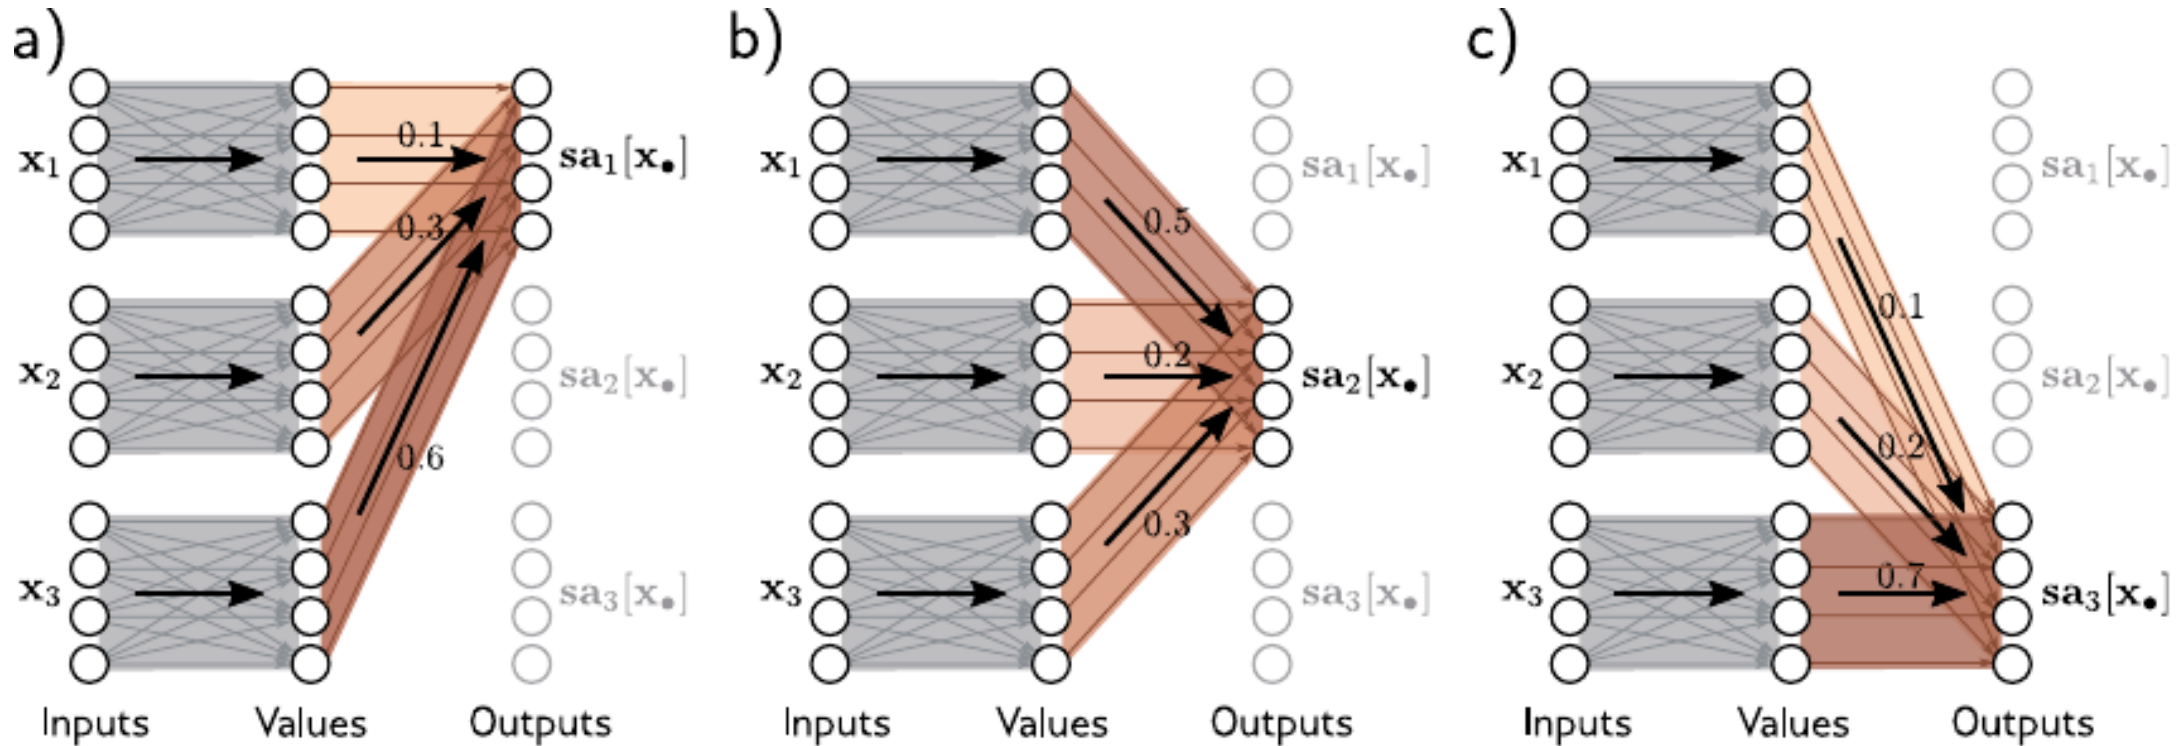 a)
x₁
0.1
sa₁[x•]
0.3
x₂
sa₂[x•]
0.6
x₃
sa₃[x•]
Inputs Values Outputs
b)
x₁
sa₁[x•]
0.5
x₂
0.2
sa₂[x•]
0.3
x₃
sa₃[x•]
Inputs Values Outputs
c)
x₁
sa₁[x•]
0.1
x₂
sa₂[x•]
0.2
x₃
0.7
sa₃[x•]
Inputs Values Outputs